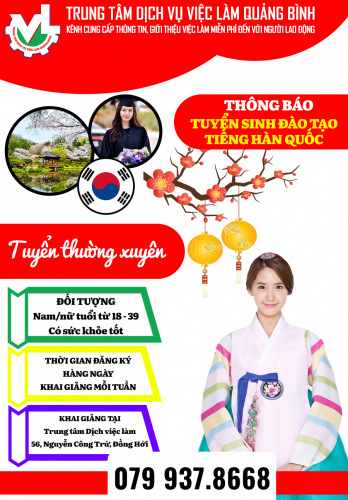 TRUNG TÂM DỊCH VỤ VIỆC LÀM QUẢNG BÌNH
KÊNH CUNG CẤP THÔNG TIN, GIỚI THIỆU VIỆC LÀM MIỄN PHÍ ĐẾN VỚI NGƯỜI LAO ĐỘNG
THÔNG BÁO
TUYỂN SINH ĐÀO TẠO
TIẾNG HÀN QUỐC
Tuyển thường xuyên
ĐỐI TƯỢNG
Nam/nữ tuổi từ 18 - 39
Có sức khỏe tốt
THỜI GIAN ĐĂNG KÝ
HÀNG NGÀY
KHAI GIẢNG MỖI TUẦN
KHAI GIẢNG TẠI
Trung tâm Dịch việc làm
56, Nguyễn Công Trứ, Đồng Hới
079 937.8668